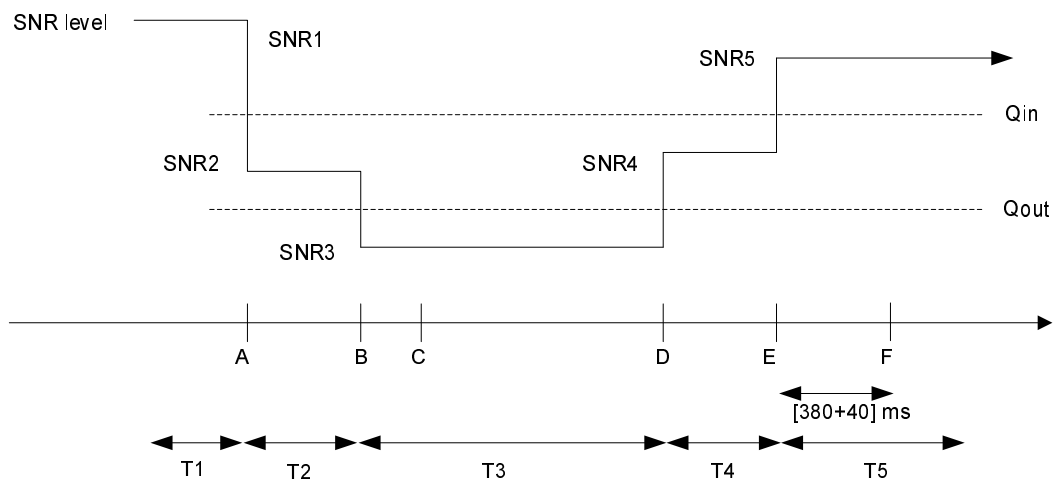 SNR level
SNR1
SNR5
Qin
SNR2
SNR4
Qout
SNR3
A B C D E F
[380+40] ms
T1 T2 T3 T4 T5